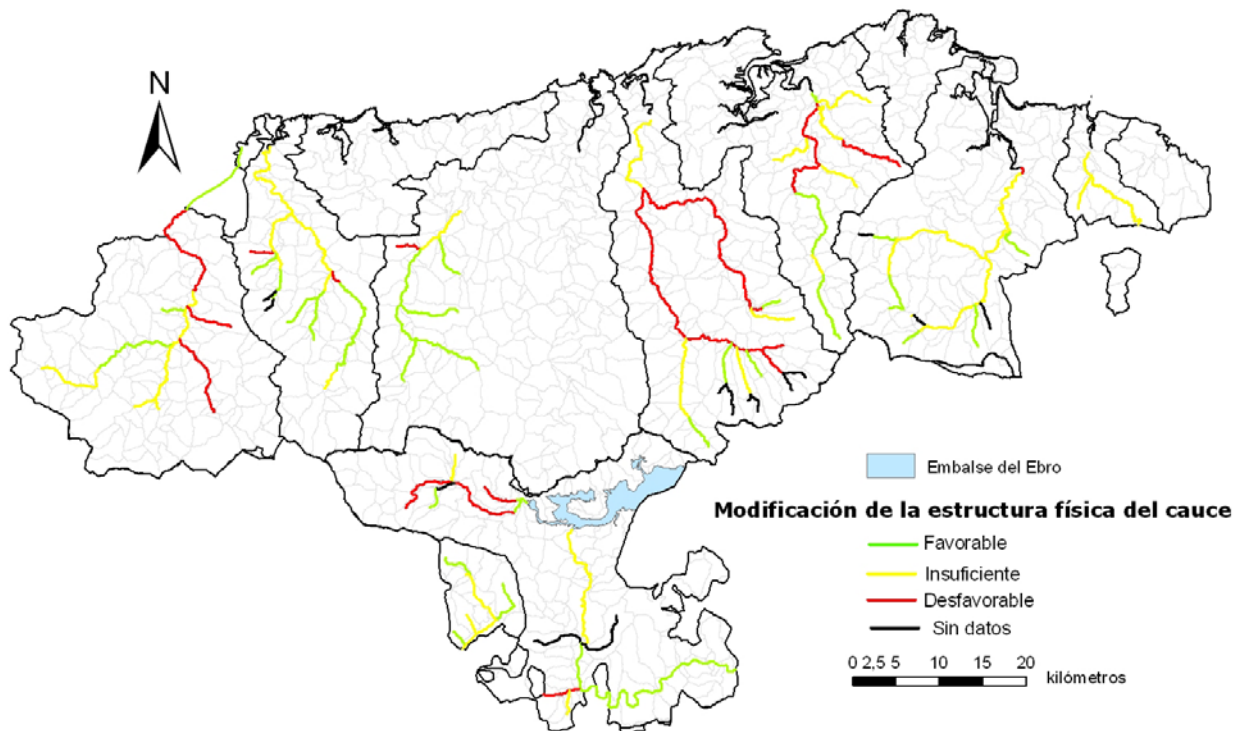 N
Embalse del Ebro
Modificación de la estructura física del cauce
Favorable
Insuficiente
Desfavorable
Sin datos
0 2,5 5 10 15 20
kilómetros